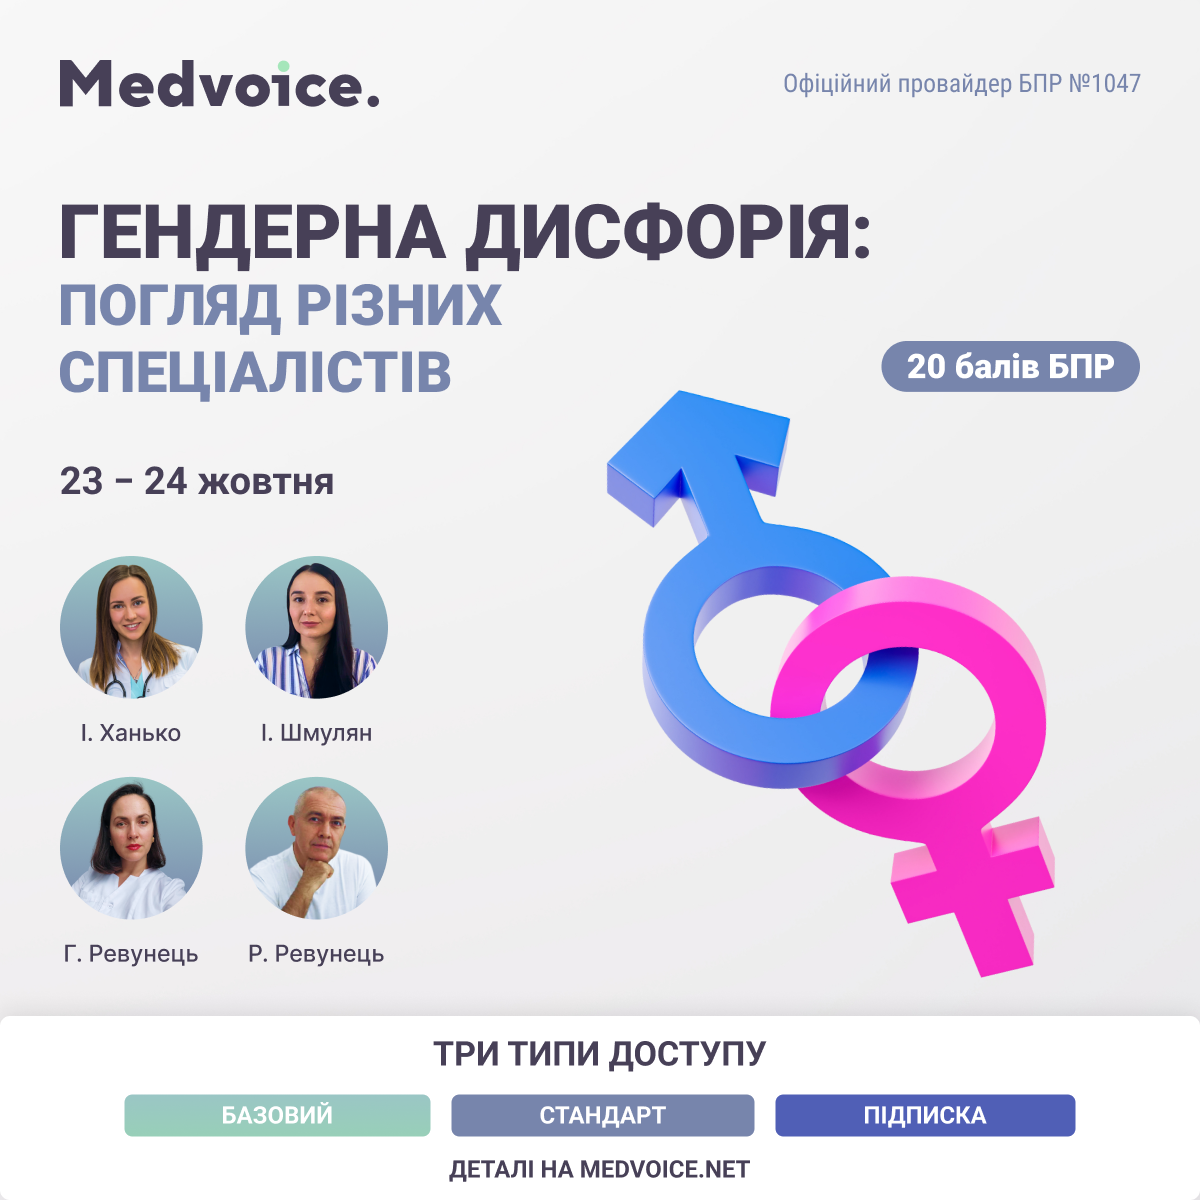 Medvoice.
Офіційний провайдер БПР №1047
ГЕНДЕРНА ДИСФОРІЯ:
ПОГЛЯД РІЗНИХ
СПЕЦІАЛІСТІВ
20 балів БПР
23 – 24 жовтня
І. Ханько
І. Шмулян
Г. Ревунець
Р. Ревунець
ТРИ ТИПИ ДОСТУПУ
БАЗОВИЙ
СТАНДАРТ
ПІДПИСКА
ДЕТАЛІ НА MEDVOICE.NET